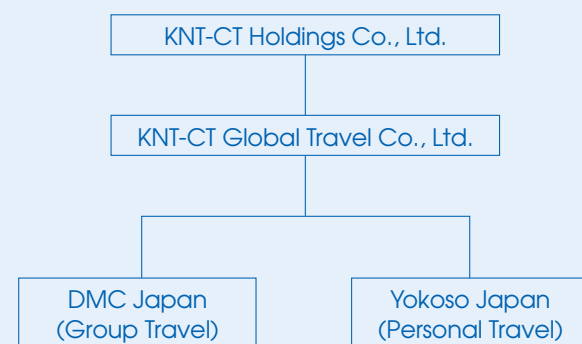 KNT-CT Holdings Co., Ltd.
KNT-CT Global Travel Co., Ltd.
DMC Japan
(Group Travel)
Yokoso Japan
(Personal Travel)